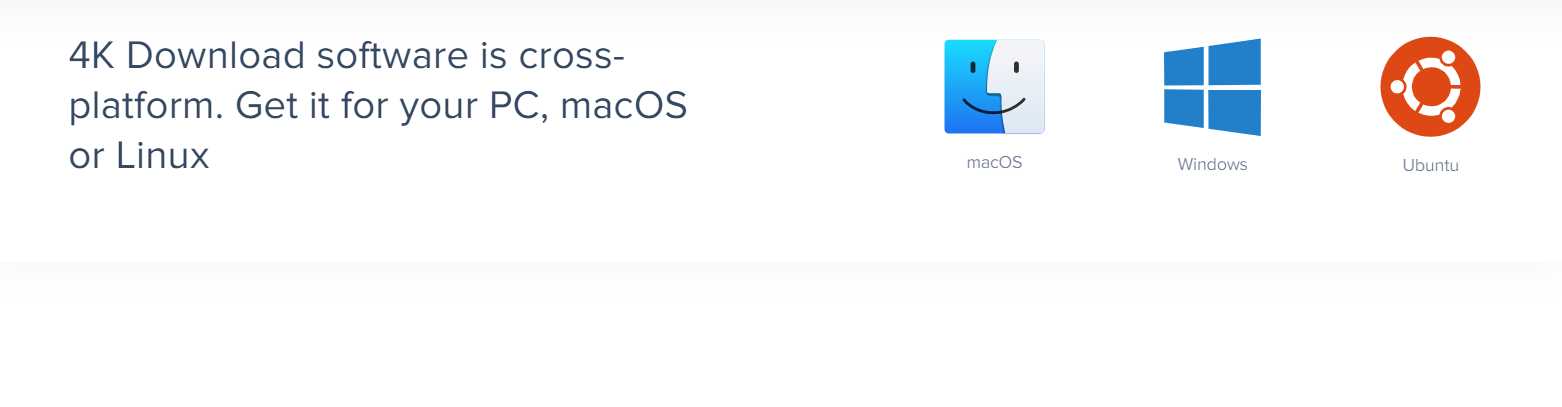 4K Download software is cross-
platform. Get it for your PC, macOS
or Linux
macOS
Windows
Ubuntu